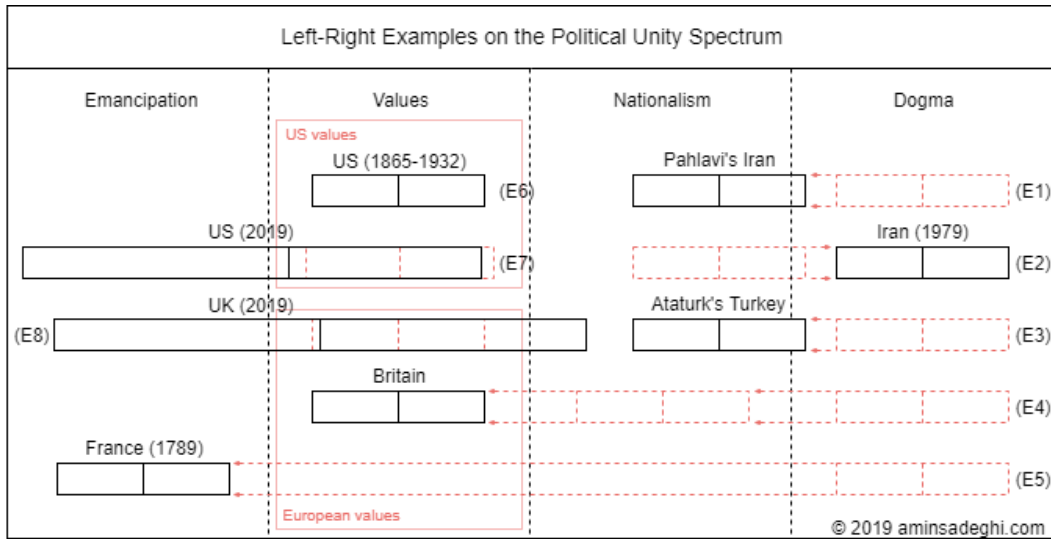 Left-Right Examples on the Political Unity Spectrum
Emancipation
Values
Nationalism
Dogma
US values
US (1865-1932)
(E6)
Pahlavi's Iran
(E1)
US (2019)
(E7)
Iran (1979)
(E2)
(E8)
UK (2019)
Ataturk's Turkey
(E3)
Britain
(E4)
France (1789)
(E5)
European values
© 2019 aminsadeghi.com